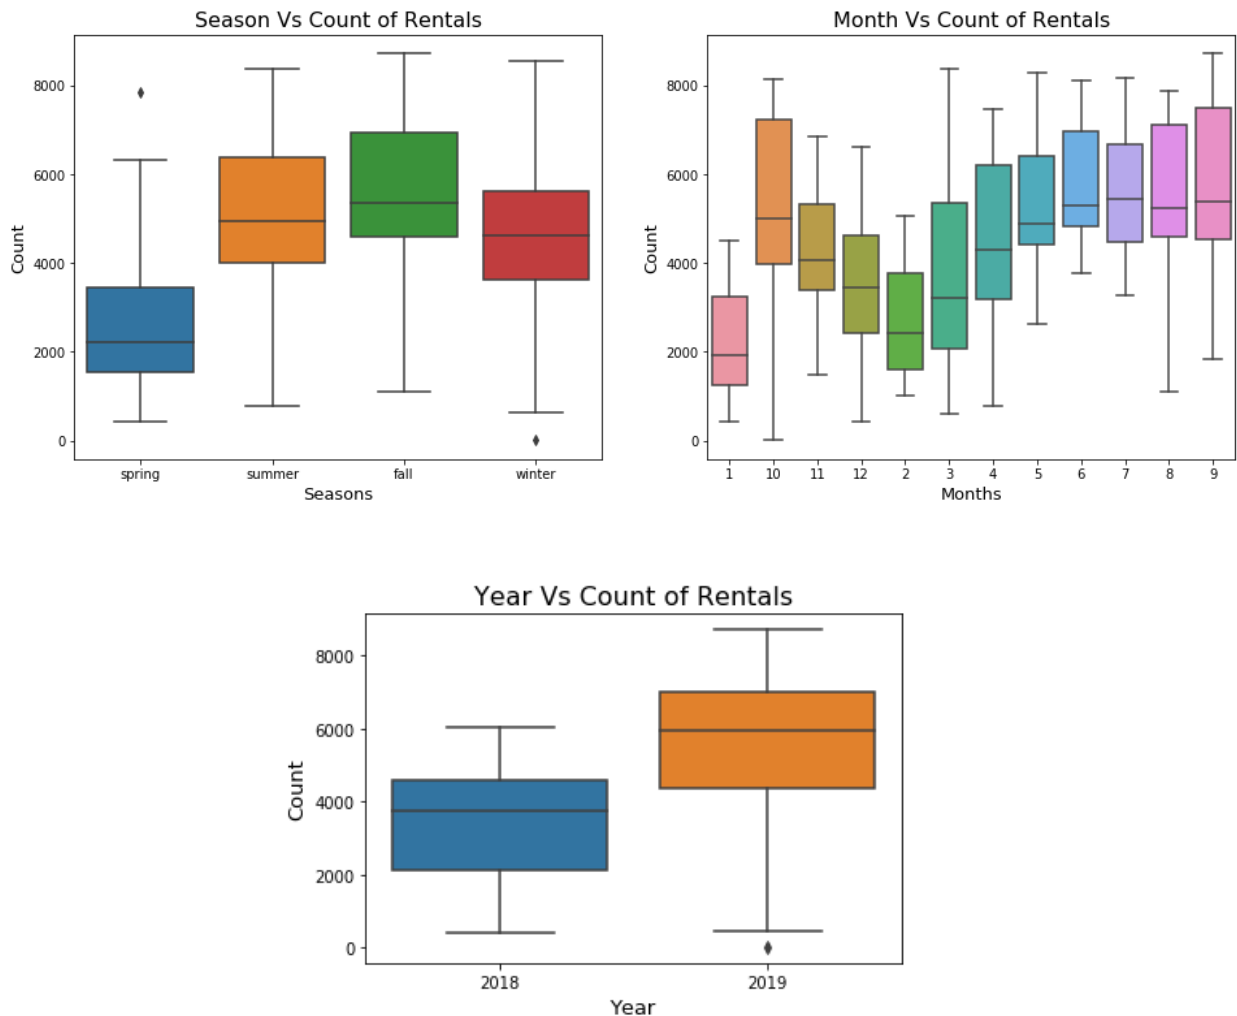 Season Vs Count of Rentals
Count
8000
6000
4000
2000
0
spring summer fall winter
Seasons
Month Vs Count of Rentals
Count
8000
6000
4000
2000
0
1 10 11 12 2 3 4 5 6 7 8 9
Months
Year Vs Count of Rentals
Count
8000
6000
4000
2000
0
2018 2019
Year